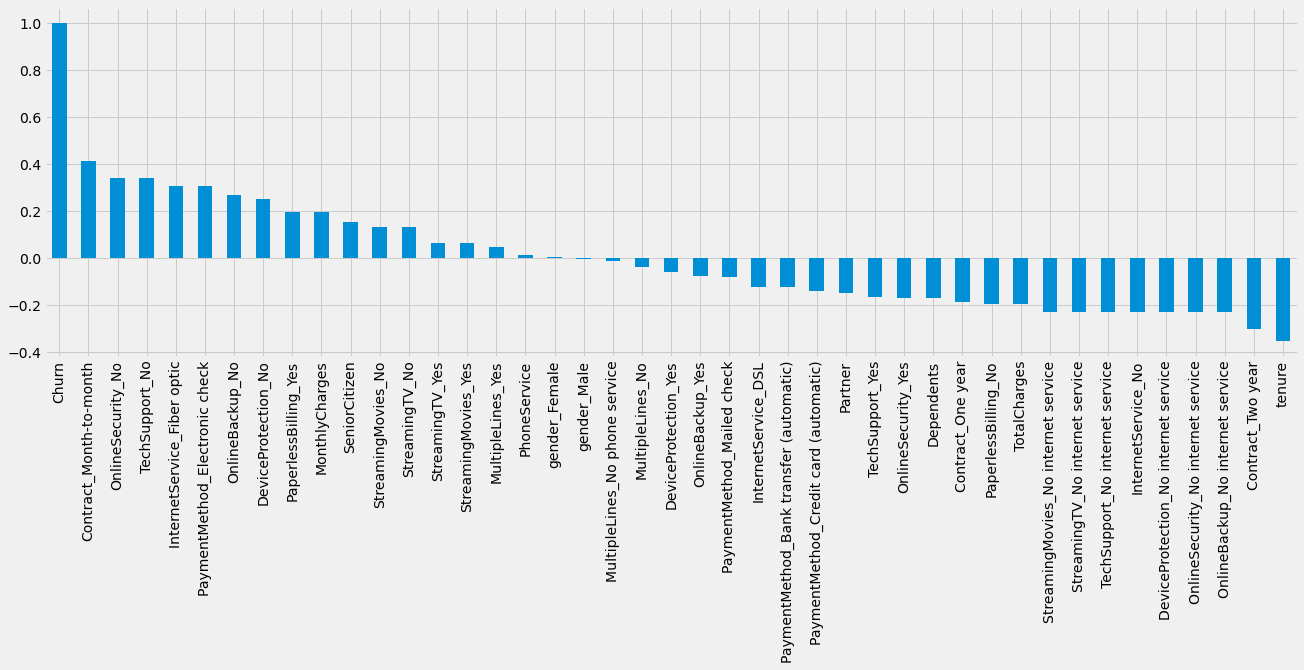 1.0
0.8
0.6
0.4
0.2
0.0
−0.2
−0.4
Churn
Contract_Month-to-month
OnlineSecurity_No
TechSupport_No
InternetService_Fiber optic
PaymentMethod_Electronic check
OnlineBackup_No
DeviceProtection_No
PaperlessBilling_Yes
MonthlyCharges
SeniorCitizen
StreamingMovies_No
StreamingTV_No
StreamingTV_Yes
StreamingMovies_Yes
MultipleLines_Yes
PhoneService
gender_Female
gender_Male
MultipleLines_No phone service
MultipleLines_No
DeviceProtection_Yes
OnlineBackup_Yes
PaymentMethod_Mailed check
InternetService_DSL
PaymentMethod_Bank transfer (automatic)
PaymentMethod_Credit card (automatic)
Partner
TechSupport_Yes
OnlineSecurity_Yes
Dependents
Contract_One year
PaperlessBilling_No
TotalCharges
StreamingMovies_No internet service
StreamingTV_No internet service
TechSupport_No internet service
InternetService_No
DeviceProtection_No internet service
OnlineSecurity_No internet service
OnlineBackup_No internet service
Contract_Two year
tenure